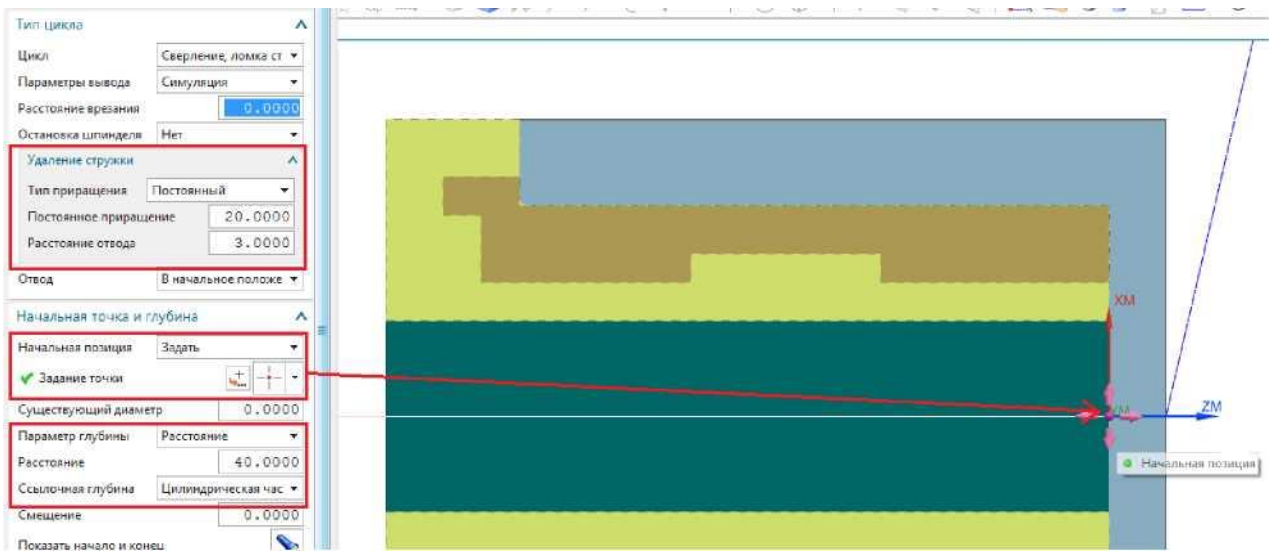 Тип цикла
Цикл Сверление, ломка ст
Параметры вывода Симуляция
Расстояние врезания 0.0000
Остановка шпинделя Нет
Удаление стружки
Тип приращения Постоянный
Постоянное приращение 20.0000
Расстояние отвода 3.0000
Отвод В начальное положе
Начальная точка и глубина
Начальная позиция Задать
Задание точки
Существующий диаметр 0.0000
Параметр глубины Расстояние
Расстояние 40.0000
Ссылочная глубина Цилиндрическая час
Смещение 0.0000
Показать начало и конец
XM
YM
ZM
Начальная позиция